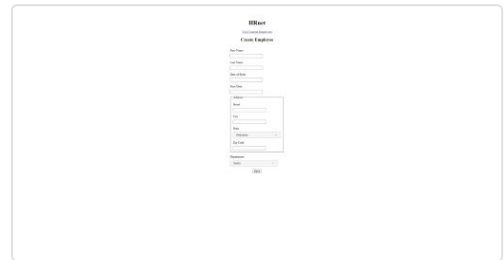 HRnet
View Current Employees
Create Employee
First Name
Last Name
Date of Birth
Start Date
Address
Street
City
State
Alabama
Zip Code
Department
Sales
Save